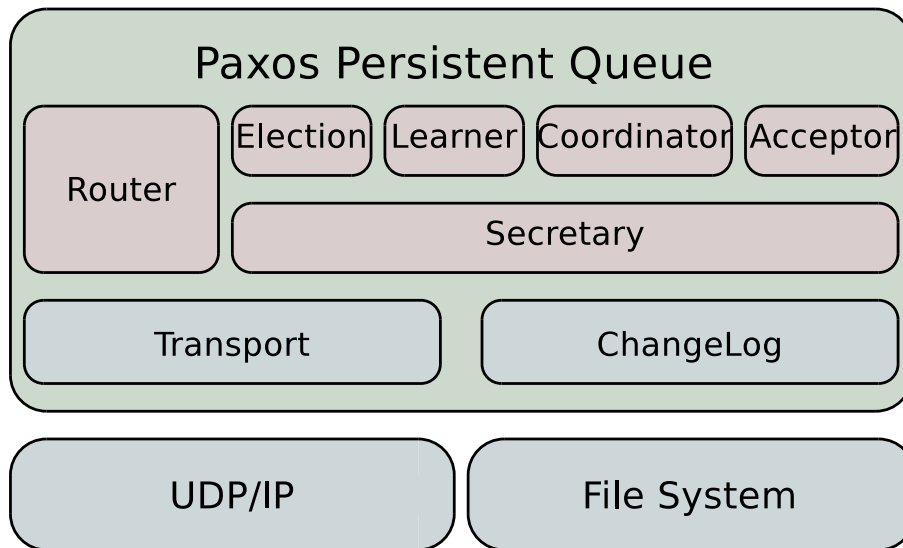 Paxos Persistent Queue
Election
Learner
Coordinator
Acceptor
Router
Secretary
Transport
ChangeLog
UDP/IP
File System